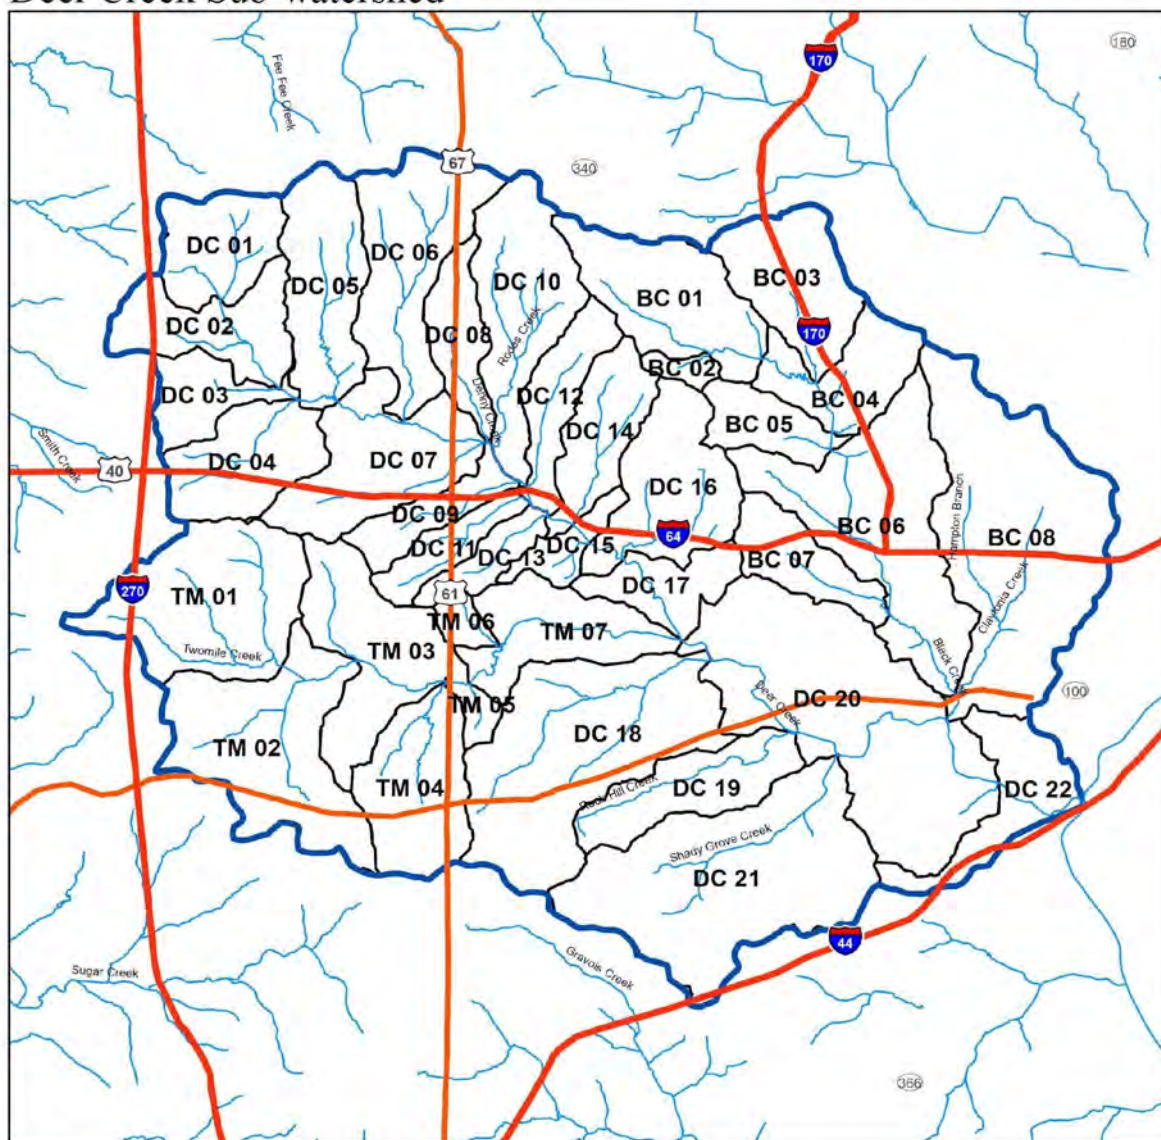 Deer Creek Sub-watershed
180
170
Fee Fee Creek
67
340
DC 01
DC 06
DC 05
DC 10
BC 03
BC 01
DC 02
DC 08
170
Rodes Creek
BC 02
DC 03
DC 12
BC 04
Denny Creek
DC 14
BC 05
Smith Creek
40
DC 04
DC 07
DC 16
Hampton Branch
DC 09
64
BC 06
BC 08
DC 11
DC 13
DC 15
BC 07
270
TM 01
61
DC 17
Claytonia Creek
TM 06
TM 07
TM 03
Twomile Creek
Black Creek
100
TM 05
Deer Creek
DC 20
TM 02
DC 18
TM 04
Rock Hill Creek
DC 19
DC 22
Shady Grove Creek
DC 21
44
Sugar Creek
Gravois Creek
366